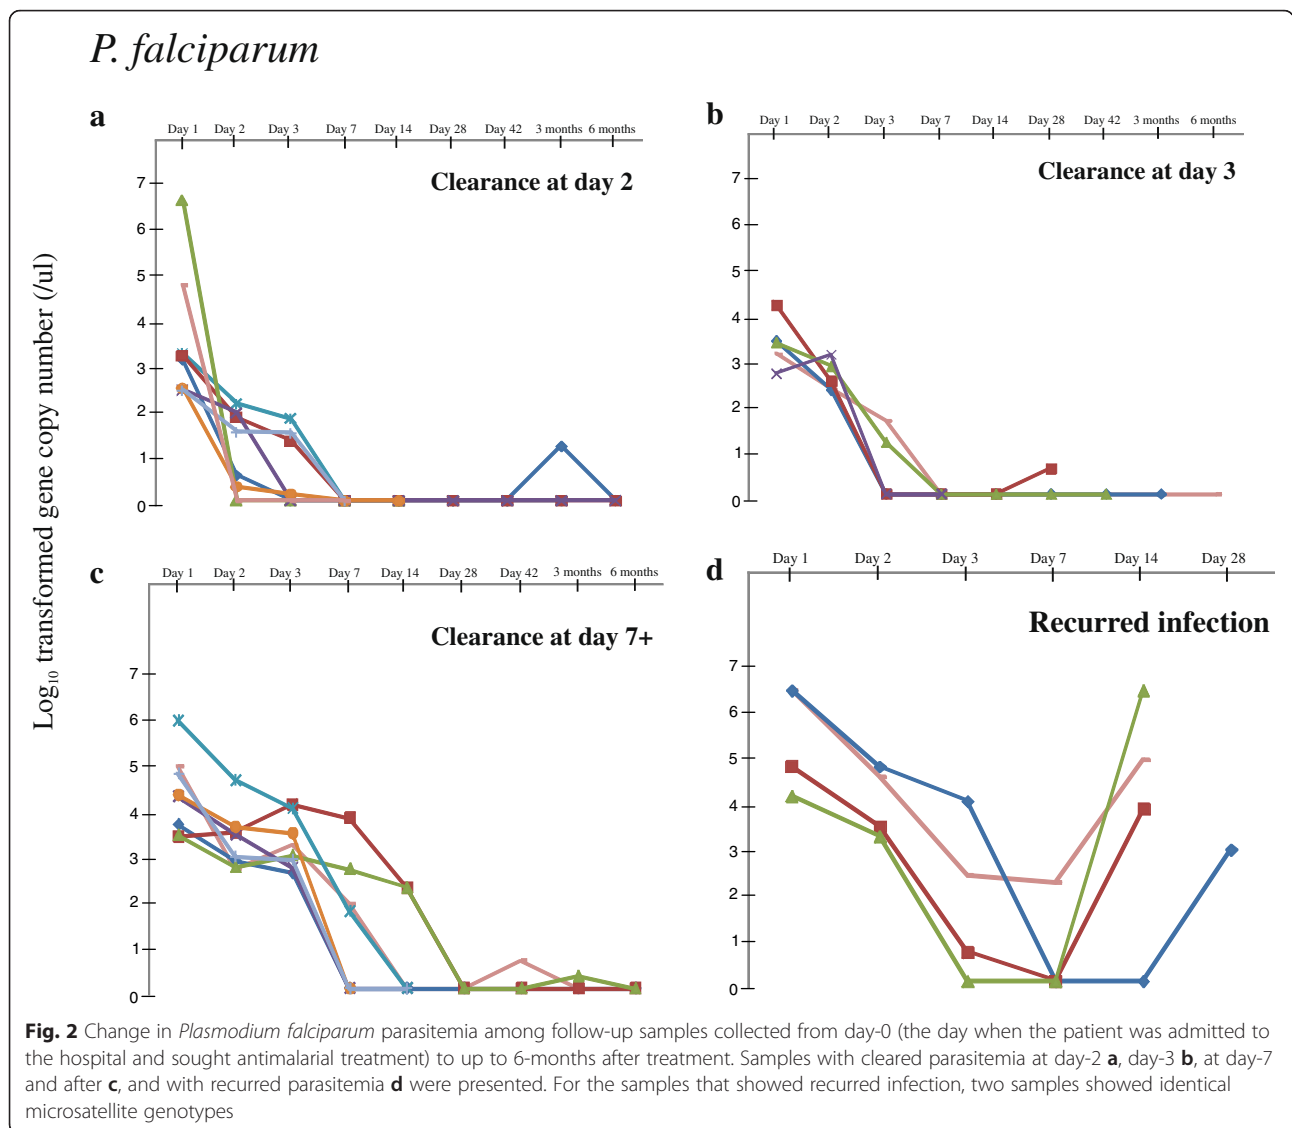 P. falciparum
a
Day 1 Day 2 Day 3 Day 7 Day 14 Day 28 Day 42 3 months 6 months
Clearance at day 2
7
6
5
4
3
2
1
0
b
Day 1 Day 2 Day 3 Day 7 Day 14 Day 28 Day 42 3 months 6 months
Clearance at day 3
7
6
5
4
3
2
1
0
Log10 transformed gene copy number (/ul)
c
Day 1 Day 2 Day 3 Day 7 Day 14 Day 28 Day 42 3 months 6 months
Clearance at day 7+
7
6
5
4
3
2
1
0
d
Day 1 Day 2 Day 3 Day 7 Day 14 Day 28
Recurred infection
7
6
5
4
3
2
1
0
Fig. 2 Change in Plasmodium falciparum parasitemia among follow-up samples collected from day-0 (the day when the patient was admitted to
the hospital and sought antimalarial treatment) to up to 6-months after treatment. Samples with cleared parasitemia at day-2 a, day-3 b, at day-7
and after c, and with recurred parasitemia d were presented. For the samples that showed recurred infection, two samples showed identical
microsatellite genotypes